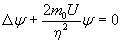 Δψ + 2m₀U/η² ψ = 0